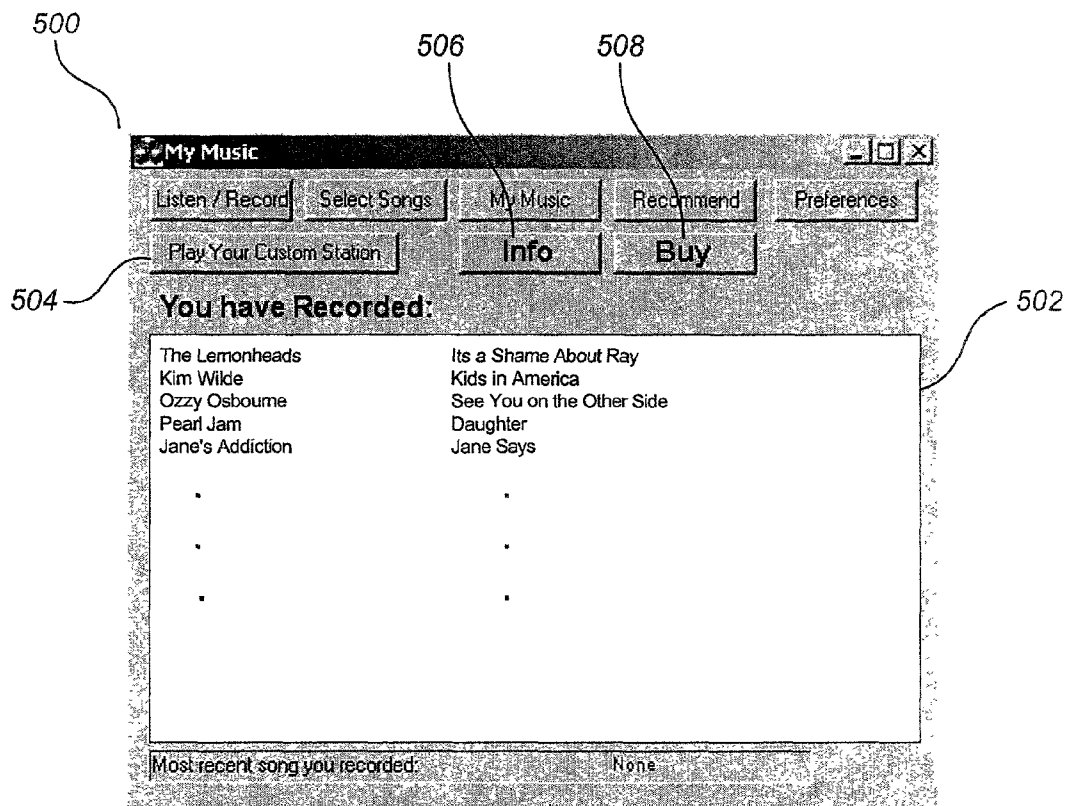 500
506 508
My Music
Listen / Record Select Songs My Music Recommend Preferences
Play Your Custom Station Info Buy
504
You have Recorded:
502
The Lemonheads Its a Shame About Ray
Kim Wilde Kids in America
Ozzy Osbourne See You on the Other Side
Pearl Jam Daughter
Jane's Addiction Jane Says
Most recent song you recorded: None